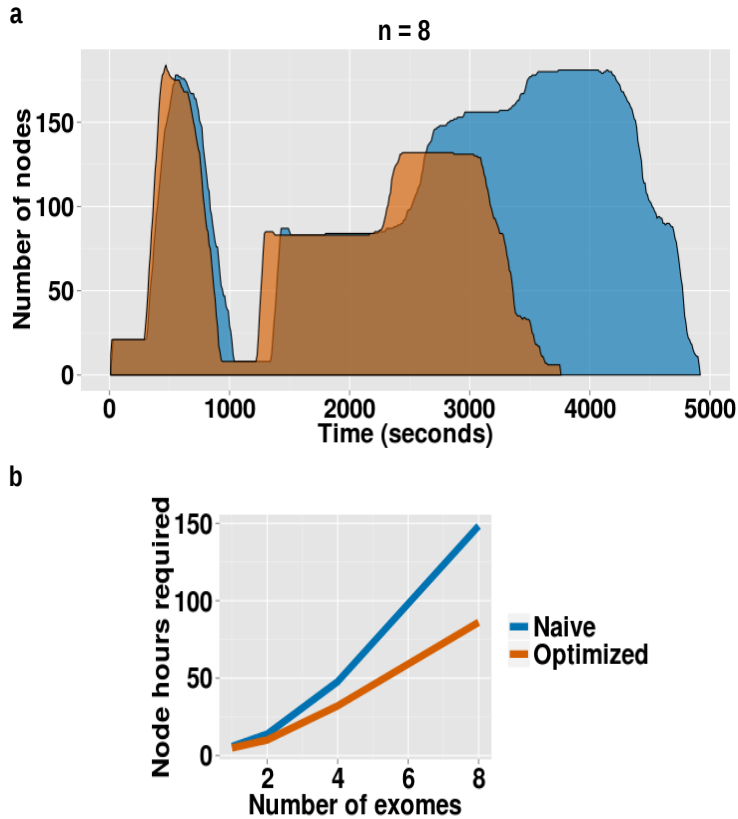 a
n = 8
Number of nodes
150
100
50
0
0 1000 2000 3000 4000 5000
Time (seconds)
b
Node hours required
150
100
50
0
2 4 6 8
Number of exomes
Naive
Optimized